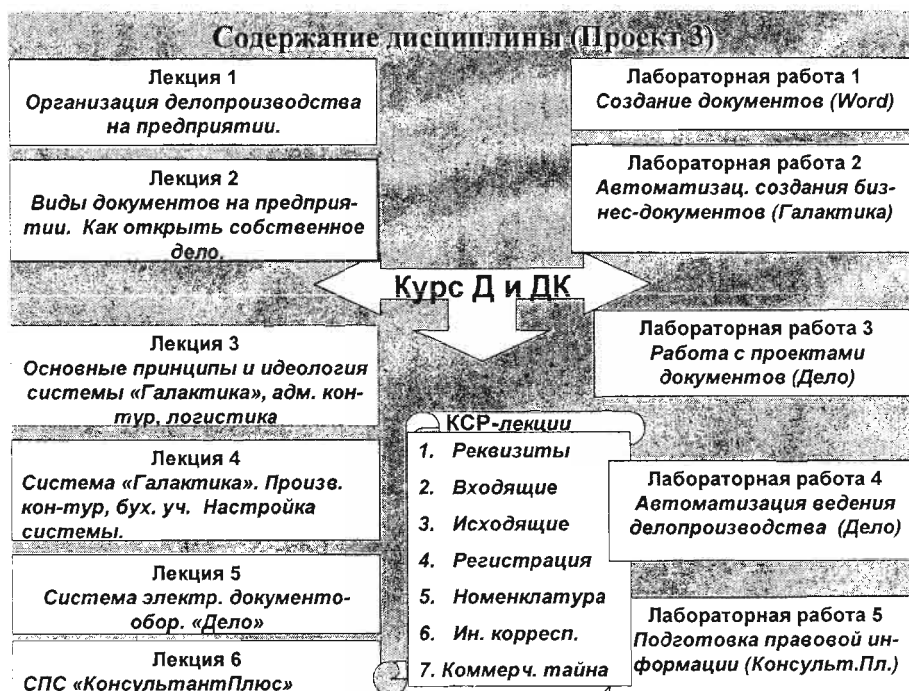 Содержание дисциплины (Проект 3)
Лекция 1
Организация делопроизводства
на предприятии.
Лекция 2
Виды документов на предприя-
тии. Как открыть собственное
дело.
Лекция 3
Основные принципы и идеология
системы «Галактика», адм. кон-
тур, логистика
Лекция 4
Система «Галактика». Произв.
кон-тур, бух. уч. Настройка
системы.
Лекция 5
Система электр. документо-
обор. «Дело»
Лекция 6
СПС «КонсультантПлюс»
Курс Д и ДК
КСР-лекции
1. Реквизиты
2. Входящие
3. Исходящие
4. Регистрация
5. Номенклатура
6. Ин. корресп.
7. Коммерч. тайна
Лабораторная работа 1
Создание документов (Word)
Лабораторная работа 2
Автоматизац. создания биз-
нес-документов (Галактика)
Лабораторная работа 3
Работа с проектами
документов (Дело)
Лабораторная работа 4
Автоматизация ведения
делопроизводства (Дело)
Лабораторная работа 5
Подготовка правовой ин-
формации (Консульт.Пл.)